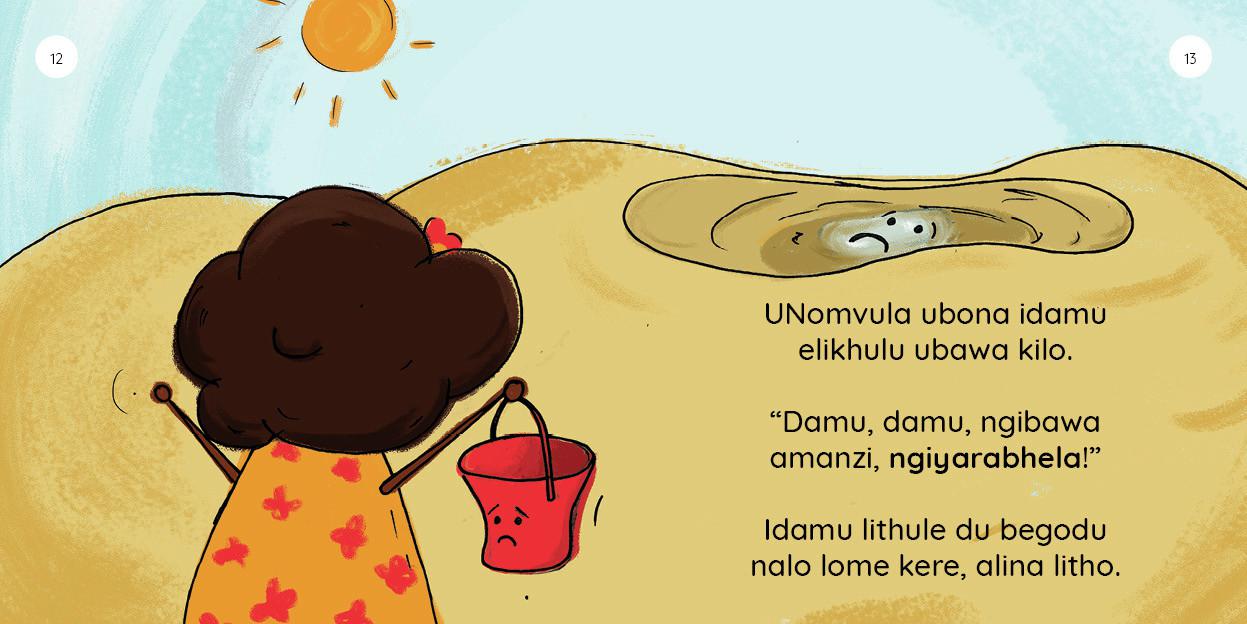 12
13
UNomvula ubona idamu
elikhulu ubawa kilo.
“Damu, damu, ngibawa
amanzi, ngiyarabhela!”
Idamu lithule du begodu
nalo lome kere, alina litho.